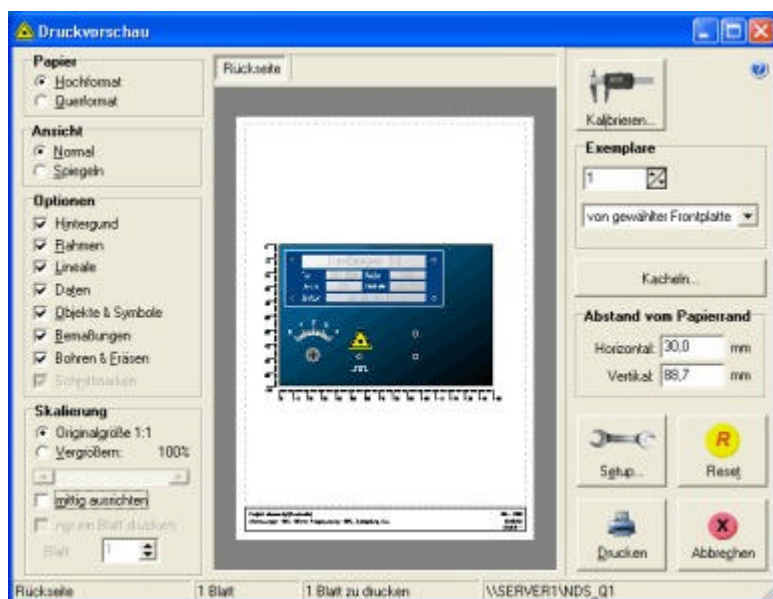 Druckvorschau
Papier
Hochformat
Querformat
Ansicht
Normal
Spiegeln
Optionen
Hintergund
Rahmen
Lineale
Daten
Objekte & Symbole
Bemaßungen
Bohren & Fräsen
Schnittmarken
Skalierung
Originalgröße 1:1
Vergrößern: 100%
mittig ausrichten
nur ein Blatt drucken
Blatt: 1
Rückseite
Kalibrieren...
Exemplare
1
von gewählter Frontplatte
Kacheln...
Abstand vom Papierrand
Horizontal: 30,0 mm
Vertikal: 88,7 mm
Setup...
R
Reset
Drucken
X
Abbrechen
Rückseite
1 Blatt
1 Blatt zu drucken
\\SERVER1\NDS_Q1